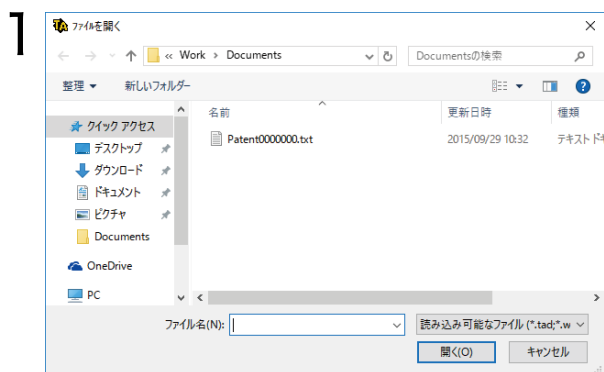 1
ファイルを開く
« Work › Documents
Documentsの検索
整理
新しいフォルダー
名前
更新日時
種類
クイック アクセス
Patent0000000.txt
2015/09/29 10:32
テキスト ドキ
デスクトップ
ダウンロード
ドキュメント
ピクチャ
Documents
OneDrive
PC
ファイル名(N):
読み込み可能なファイル (*.tad;*.w
開く(O)
キャンセル